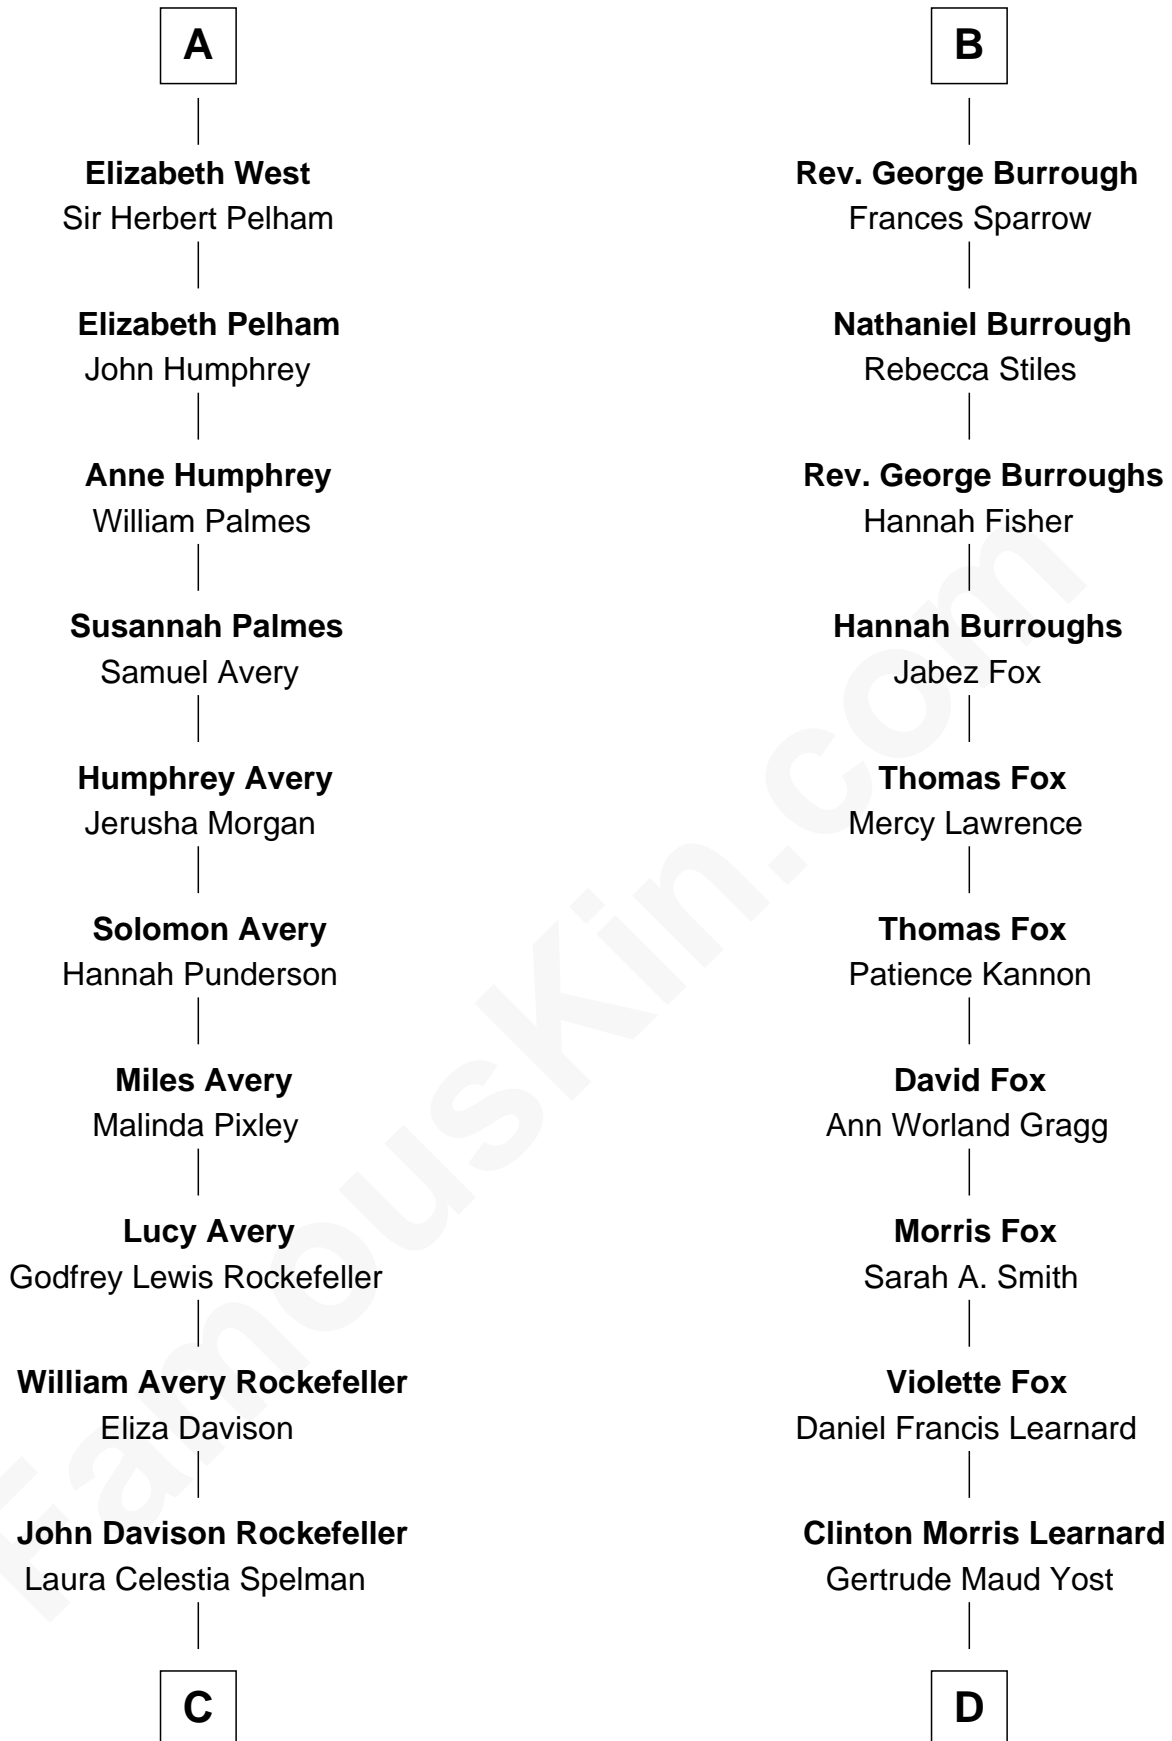 A
Elizabeth West
Sir Herbert Pelham
Elizabeth Pelham
John Humphrey
Anne Humphrey
William Palmes
Susannah Palmes
Samuel Avery
Humphrey Avery
Jerusha Morgan
Solomon Avery
Hannah Punderson
Miles Avery
Malinda Pixley
Lucy Avery
Godfrey Lewis Rockefeller
William Avery Rockefeller
Eliza Davison
John Davison Rockefeller
Laura Celestia Spelman
C
B
Rev. George Burrough
Frances Sparrow
Nathaniel Burrough
Rebecca Stiles
Rev. George Burroughs
Hannah Fisher
Hannah Burroughs
Jabez Fox
Thomas Fox
Mercy Lawrence
Thomas Fox
Patience Kannon
David Fox
Ann Worland Gragg
Morris Fox
Sarah A. Smith
Violette Fox
Daniel Francis Learnard
Clinton Morris Learnard
Gertrude Maud Yost
D
FamousKin.com